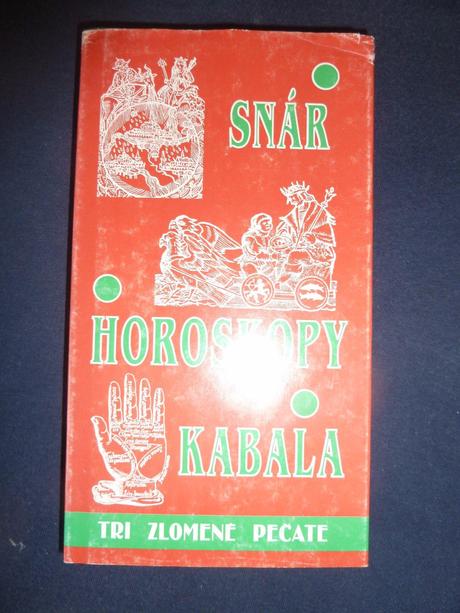 SNÁR
HOROSKOPY
KABALA
TRI ZLOMENÉ PEČATE